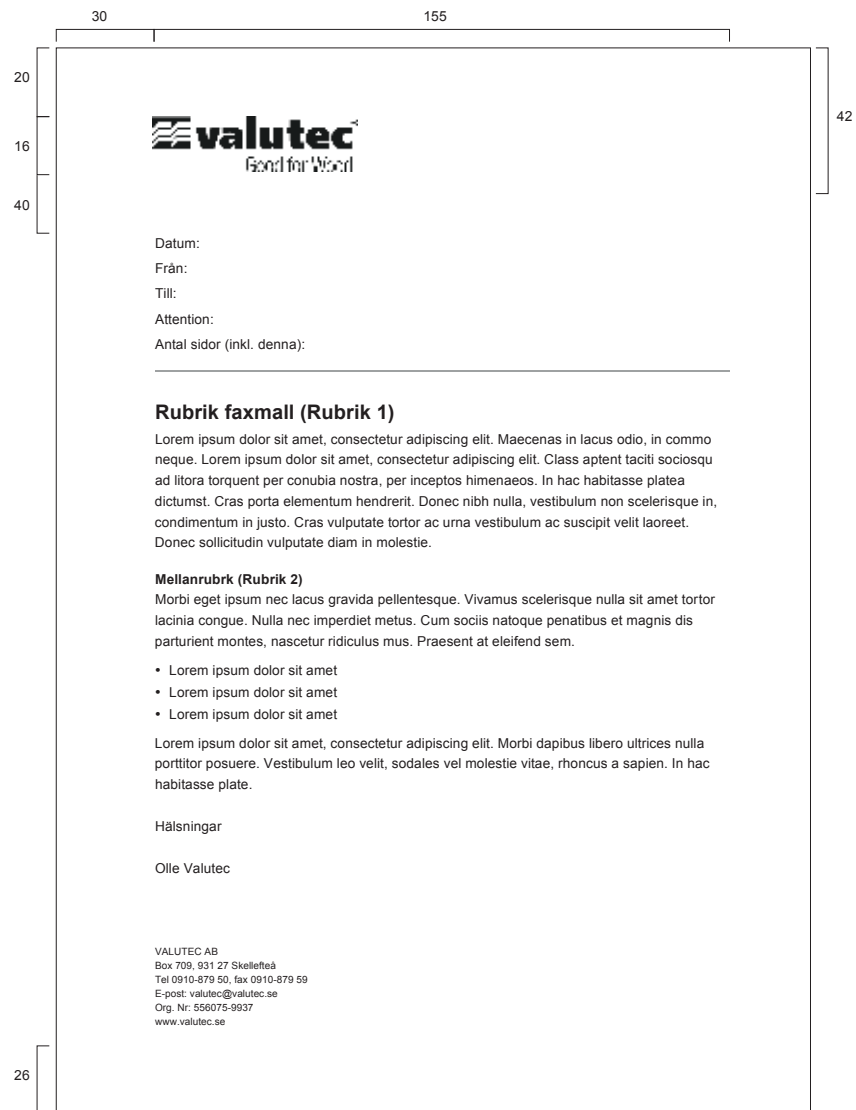 30 155
20
42
16
40
valutec
Good for Wood
Datum:
Från:
Till:
Attention:
Antal sidor (inkl. denna):
Rubrik faxmall (Rubrik 1)
Lorem ipsum dolor sit amet, consectetur adipiscing elit. Maecenas in lacus odio, in commo
neque. Lorem ipsum dolor sit amet, consectetur adipiscing elit. Class aptent taciti sociosqu
ad litora torquent per conubia nostra, per inceptos himenaeos. In hac habitasse platea
dictumst. Cras porta elementum hendrerit. Donec nibh nulla, vestibulum non scelerisque in,
condimentum in justo. Cras vulputate tortor ac urna vestibulum ac suscipit velit laoreet.
Donec sollicitudin vulputate diam in molestie.
Mellanrubrk (Rubrik 2)
Morbi eget ipsum nec lacus gravida pellentesque. Vivamus scelerisque nulla sit amet tortor
lacinia congue. Nulla nec imperdiet metus. Cum sociis natoque penatibus et magnis dis
parturient montes, nascetur ridiculus mus. Praesent at eleifend sem.
• Lorem ipsum dolor sit amet
• Lorem ipsum dolor sit amet
• Lorem ipsum dolor sit amet
Lorem ipsum dolor sit amet, consectetur adipiscing elit. Morbi dapibus libero ultrices nulla
porttitor posuere. Vestibulum leo velit, sodales vel molestie vitae, rhoncus a sapien. In hac
habitasse plate.
Hälsningar
Olle Valutec
VALUTEC AB
Box 709, 931 27 Skellefteå
Tel 0910-879 50, fax 0910-879 59
E-post: valutec@valutec.se
Org. Nr: 556075-9937
www.valutec.se
26